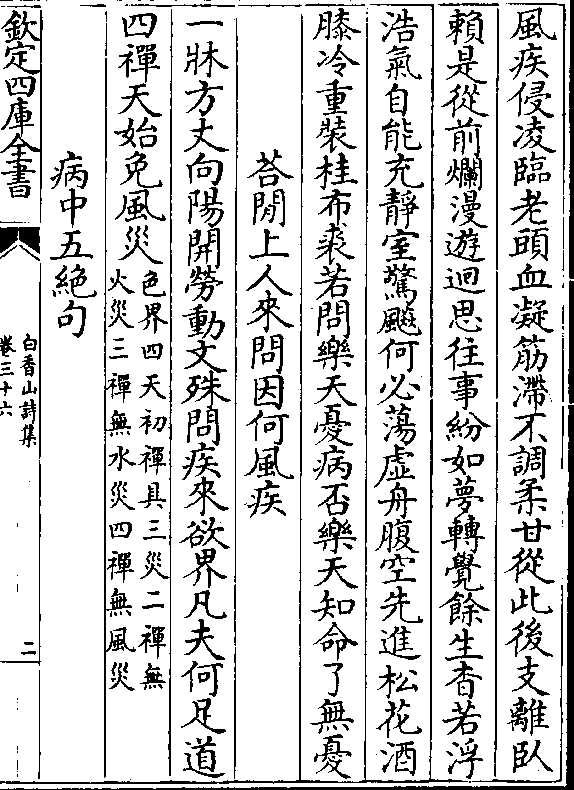 風疾侵凌臨老頭血凝筋滯不調柔甘從此後支離臥
賴是從前爛漫遊迴思往事紛如夢轉覺餘生杳若浮
浩氣自能充靜室驚飇何必蕩虛舟腹空先進松花酒
膝冷重裝桂布裘若問樂天憂病否樂天知命了無憂
荅閒上人來問因何風疾
一牀方丈向陽開勞動文殊問疾來欲界凡夫何足道
四禪天始免風災色界四天初禪具三災二禪無
火災三禪無水災四禪無風災
病中五絶句
欽定四庫全書
白香山詩集
卷三十六
二